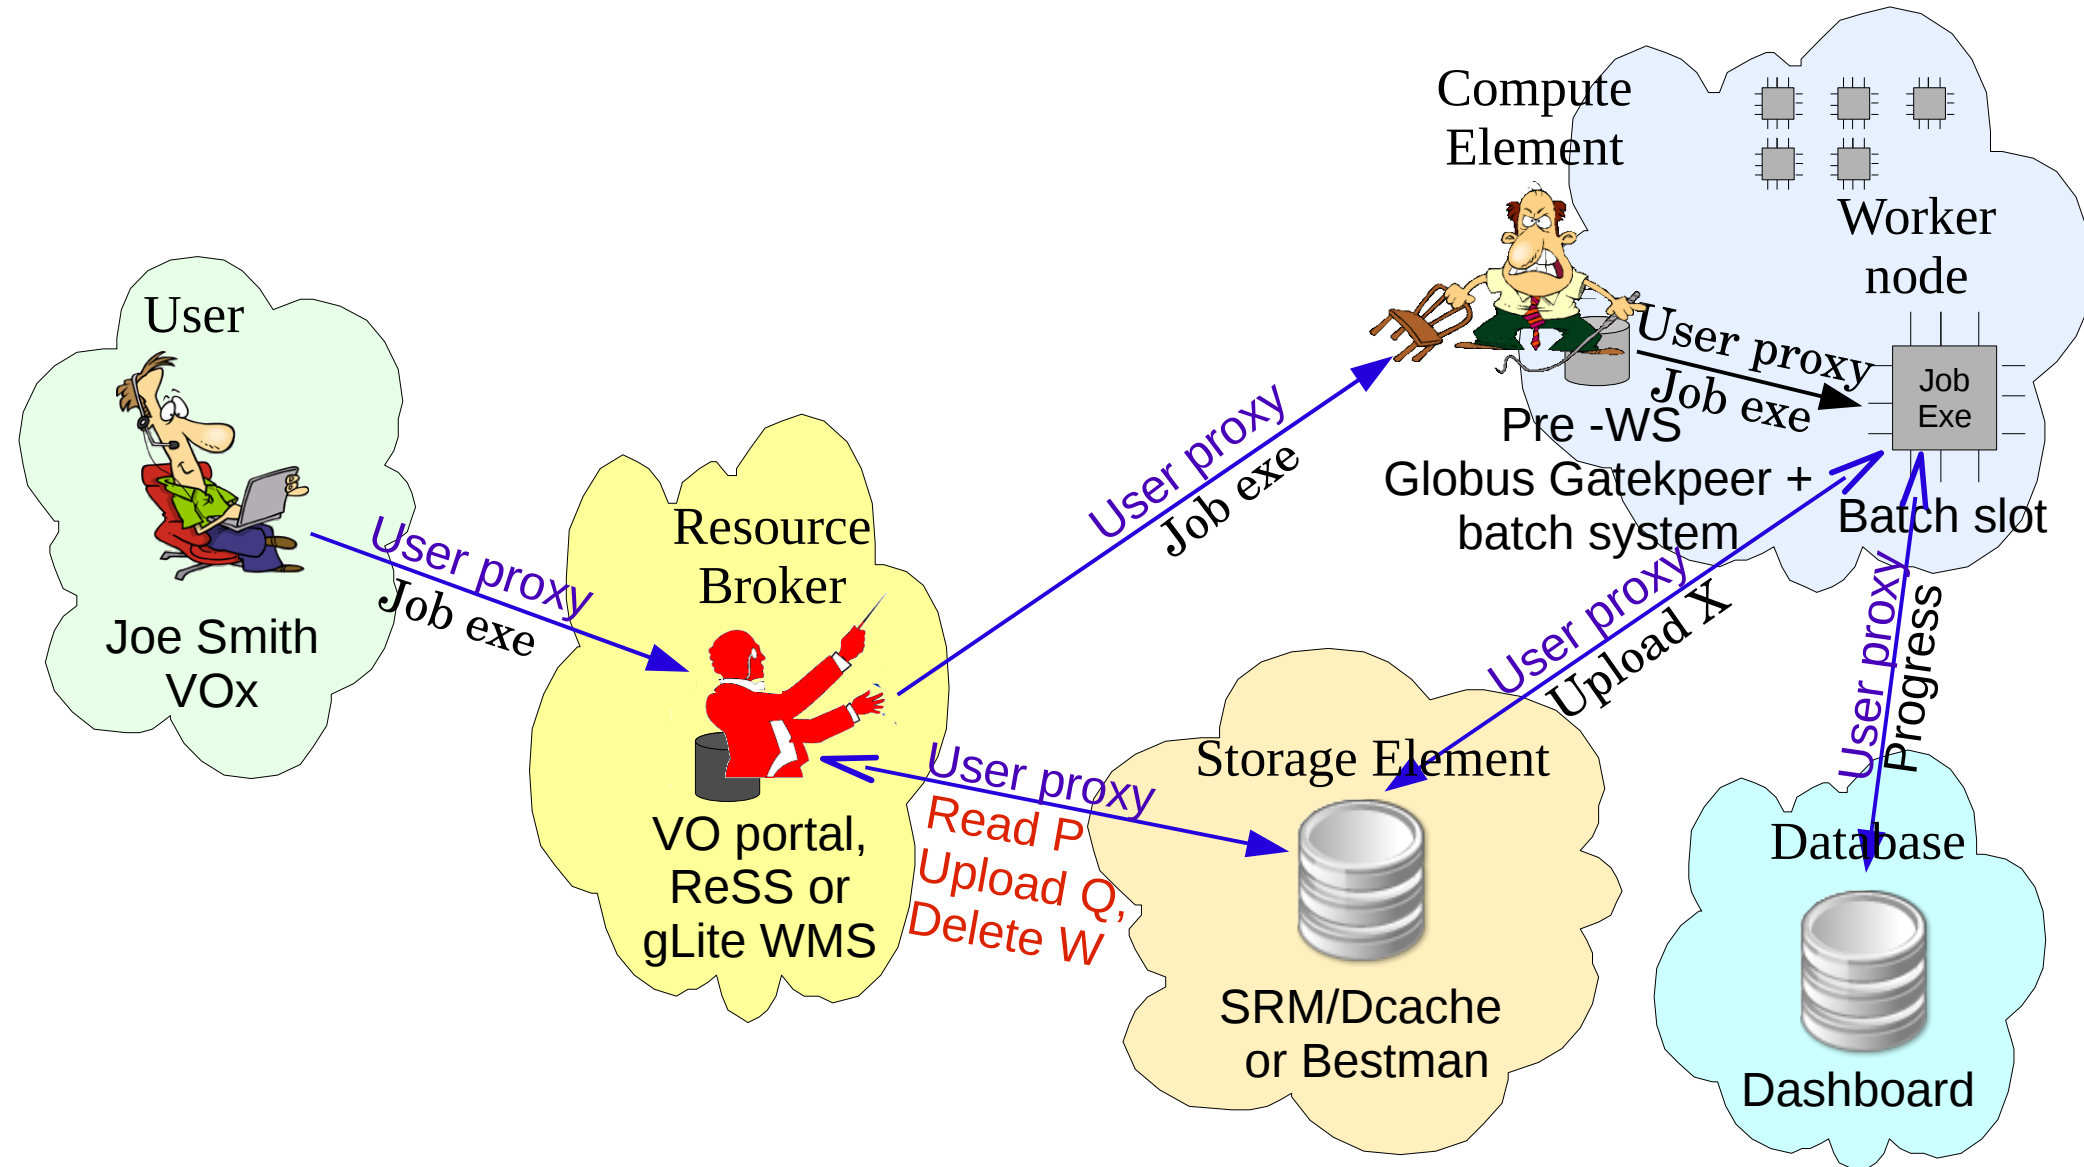 User
Joe Smith
VOx
User proxy
Job exe
Resource
Broker
VO portal,
ReSS or
gLite WMS
User proxy
Job exe
User proxy
Read P
Upload Q,
Delete W
Compute
Element
Pre -WS
Globus Gatekpeer +
batch system
User proxy
Job exe
Worker
node
Job
Exe
Batch slot
User proxy
Upload X
User proxy
Progress
Storage Element
SRM/Dcache
or Bestman
Database
Dashboard